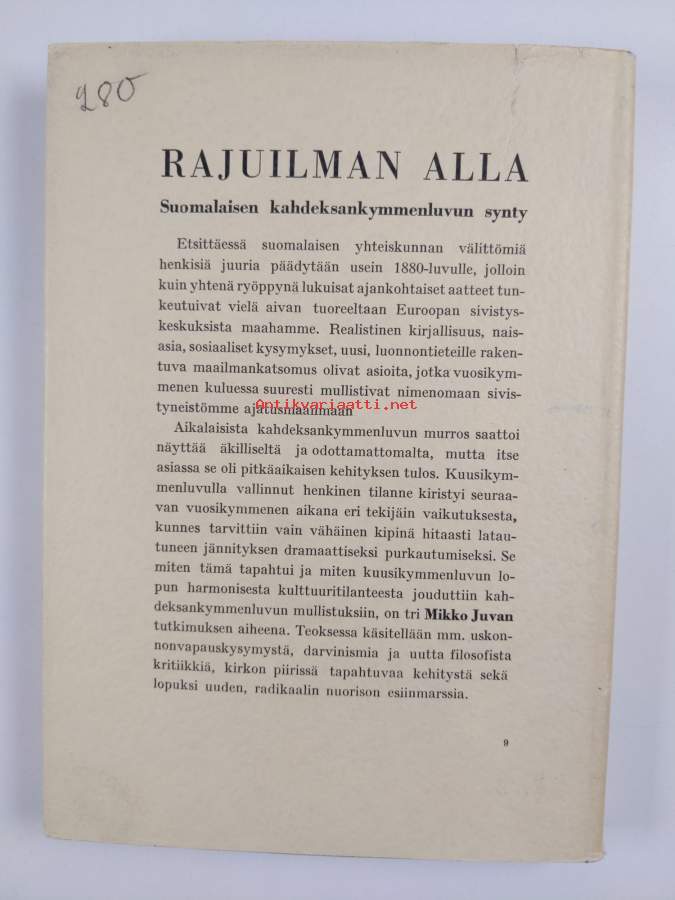 280
RAJUILMAN ALLA
Suomalaisen kahdeksankymmenluvun synty
Etsittäessä suomalaisen yhteiskunnan välittömiä
henkisiä juuria päädytään usein 1880-luvulle, jolloin
kuin yhtenä ryöppynä lukuisat ajankohtaiset aatteet tun-
keutuivat vielä aivan tuoreeltaan Euroopan sivistys-
keskuksista maahamme. Realistinen kirjallisuus, nais-
asia, sosiaaliset kysymykset, uusi, luonnontieteille raken-
tuva maailmankatsomus olivat asioita, jotka vuosikym-
menen kuluessa suuresti mullistivat nimenomaan sivis-
tyneistömme ajatusmaailmaan
Antikvariaatti.net
Aikalaisista kahdeksankymmenluvun murros saattoi
näyttää äkilliseltä ja odottamattomalta, mutta itse
asiassa se oli pitkäaikaisen kehityksen tulos. Kuusikym-
menluvulla vallinnut henkinen tilanne kiristyi seuraa-
van vuosikymmenen aikana eri tekijäin vaikutuksesta,
kunnes tarvittiin vain vähäinen kipinä hitaasti latau-
tuneen jännityksen dramaattiseksi purkautumiseksi. Se
miten tämä tapahtui ja miten kuusikymmenluvun lo-
pun harmonisesta kulttuuritilanteesta jouduttiin kah-
deksankymmenluvun mullistuksiin, on tri Mikko Juvan
tutkimuksen aiheena. Teoksessa käsitellään mm. uskon-
nonvapauskysymystä, darvinismia ja uutta filosofista
kritiikkiä, kirkon piirissä tapahtuvaa kehitystä sekä
lopuksi uuden, radikaalin nuorison esiinmarssia.
9